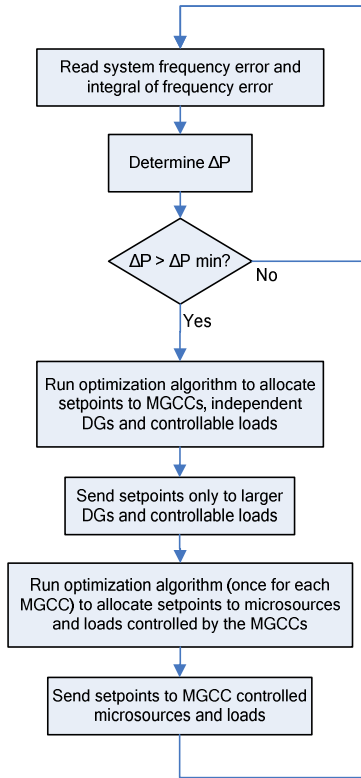 Read system frequency error and
integral of frequency error
Determine ΔP
ΔP > ΔP min?
No
Yes
Run optimization algorithm to allocate
setpoints to MGCCs, independent
DGs and controllable loads
Send setpoints only to larger
DGs and controllable loads
Run optimization algorithm (once for each
MGCC) to allocate setpoints to microsources
and loads controlled by the MGCCs
Send setpoints to MGCC controlled
microsources and loads